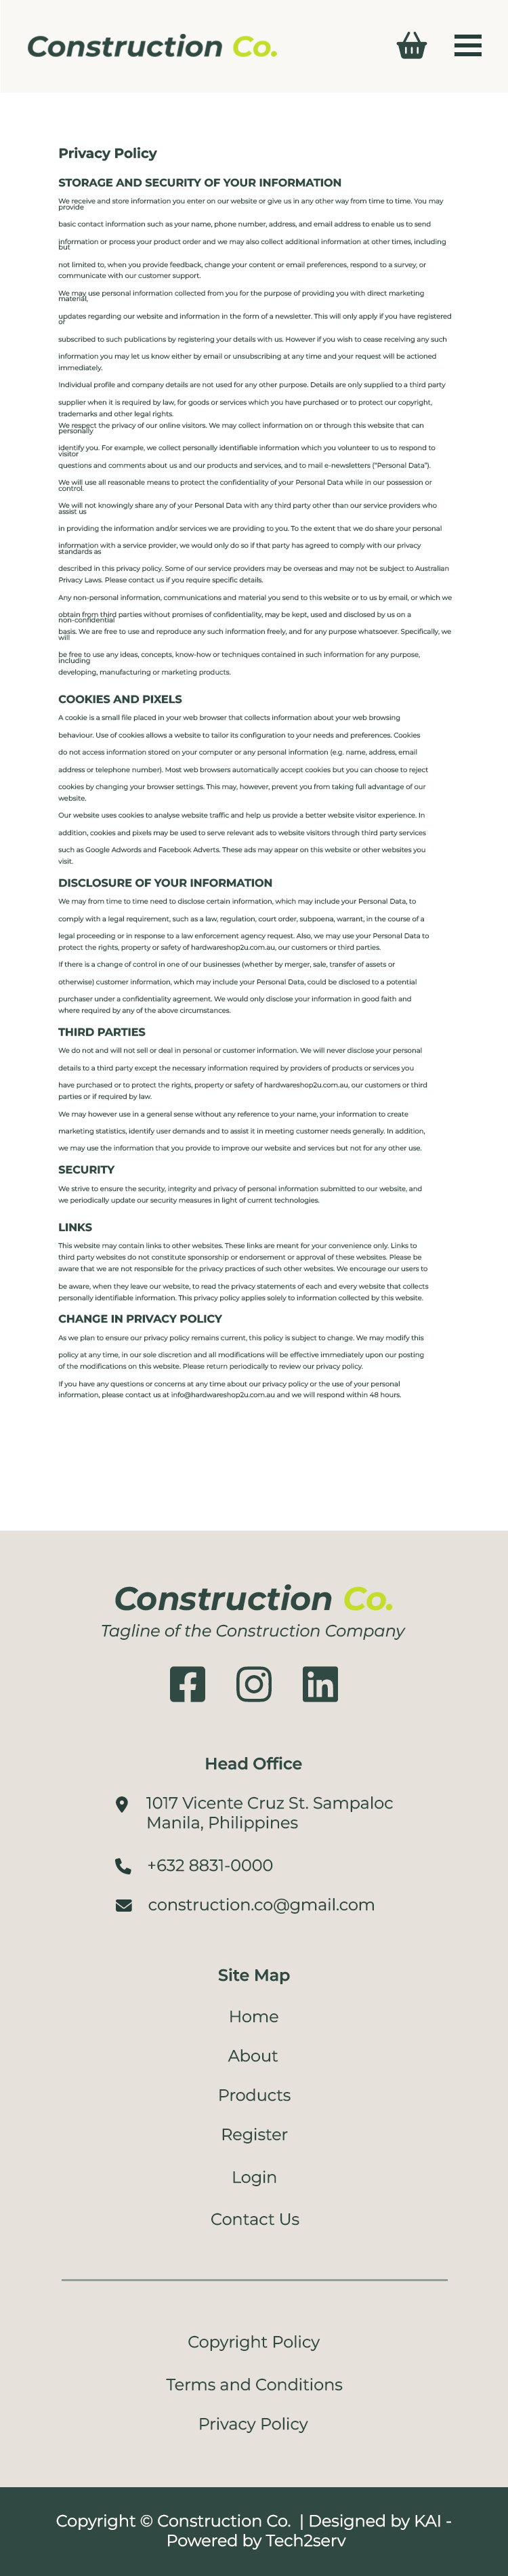 Construction Co.
Privacy Policy
STORAGE AND SECURITY OF YOUR INFORMATION
We receive and store information you enter on our website or give us in any other way from time to time. You may
provide
basic contact information such as your name, phone number, address, and email address to enable us to send
information or process your product order and we may also collect additional information at other times, including
but
not limited to, when you provide feedback, change your content or email preferences, respond to a survey, or
communicate with our customer support.
We may use personal information collected from you for the purpose of providing you with direct marketing
material,
updates regarding our website and information in the form of a newsletter. This will only apply if you have registered
or
subscribed to such publications by registering your details with us. However if you wish to cease receiving any such
information you may let us know either by email or unsubscribing at any time and your request will be actioned
immediately.
Individual profile and company details are not used for any other purpose. Details are only supplied to a third party
supplier when it is required by law, for goods or services which you have purchased or to protect our copyright,
trademarks and other legal rights.
We respect the privacy of our online visitors. We may collect information on or through this website that can
personally
identify you. For example, we collect personally identifiable information which you volunteer to us to respond to
visitor
questions and comments about us and our products and services, and to mail e-newsletters (“Personal Data”).
We will use all reasonable means to protect the confidentiality of your Personal Data while in our possession or
control.
We will not knowingly share any of your Personal Data with any third party other than our service providers who
assist us
in providing the information and/or services we are providing to you. To the extent that we do share your personal
information with a service provider, we would only do so if that party has agreed to comply with our privacy
standards as
described in this privacy policy. Some of our service providers may be overseas and may not be subject to Australian
Privacy Laws. Please contact us if you require specific details.
Any non-personal information, communications and material you send to this website or to us by email, or which we
obtain from third parties without promises of confidentiality, may be kept, used and disclosed by us on a
non-confidential
basis. We are free to use and reproduce any such information freely, and for any purpose whatsoever. Specifically, we
will
be free to use any ideas, concepts, know-how or techniques contained in such information for any purpose,
including
developing, manufacturing or marketing products.
COOKIES AND PIXELS
A cookie is a small file placed in your web browser that collects information about your web browsing
behaviour. Use of cookies allows a website to tailor its configuration to your needs and preferences. Cookies
do not access information stored on your computer or any personal information (e.g. name, address, email
address or telephone number). Most web browsers automatically accept cookies but you can choose to reject
cookies by changing your browser settings. This may, however, prevent you from taking full advantage of our
website.
Our website uses cookies to analyse website traffic and help us provide a better website visitor experience. In
addition, cookies and pixels may be used to serve relevant ads to website visitors through third party services
such as Google Adwords and Facebook Adverts. These ads may appear on this website or other websites you
visit.
DISCLOSURE OF YOUR INFORMATION
We may from time to time need to disclose certain information, which may include your Personal Data, to
comply with a legal requirement, such as a law, regulation, court order, subpoena, warrant, in the course of a
legal proceeding or in response to a law enforcement agency request. Also, we may use your Personal Data to
protect the rights, property or safety of hardwareshop2u.com.au, our customers or third parties.
If there is a change of control in one of our businesses (whether by merger, sale, transfer of assets or
otherwise) customer information, which may include your Personal Data, could be disclosed to a potential
purchaser under a confidentiality agreement. We would only disclose your information in good faith and
where required by any of the above circumstances.
THIRD PARTIES
We do not and will not sell or deal in personal or customer information. We will never disclose your personal
details to a third party except the necessary information required by providers of products or services you
have purchased or to protect the rights, property or safety of hardwareshop2u.com.au, our customers or third
parties or if required by law.
We may however use in a general sense without any reference to your name, your information to create
marketing statistics, identify user demands and to assist it in meeting customer needs generally. In addition,
we may use the information that you provide to improve our website and services but not for any other use.
SECURITY
We strive to ensure the security, integrity and privacy of personal information submitted to our website, and
we periodically update our security measures in light of current technologies.
LINKS
This website may contain links to other websites. These links are meant for your convenience only. Links to
third party websites do not constitute sponsorship or endorsement or approval of these websites. Please be
aware that we are not responsible for the privacy practices of such other websites. We encourage our users to
be aware, when they leave our website, to read the privacy statements of each and every website that collects
personally identifiable information. This privacy policy applies solely to information collected by this website.
CHANGE IN PRIVACY POLICY
As we plan to ensure our privacy policy remains current, this policy is subject to change. We may modify this
policy at any time, in our sole discretion and all modifications will be effective immediately upon our posting
of the modifications on this website. Please return periodically to review our privacy policy.
If you have any questions or concerns at any time about our privacy policy or the use of your personal
information, please contact us at info@hardwareshop2u.com.au and we will respond within 48 hours.
Construction Co.
Tagline of the Construction Company
Head Office
1017 Vicente Cruz St. Sampaloc
Manila, Philippines
+632 8831-0000
construction.co@gmail.com
Site Map
Home
About
Products
Register
Login
Contact Us
Copyright Policy
Terms and Conditions
Privacy Policy
Copyright © Construction Co. | Designed by KAI -
Powered by Tech2serv